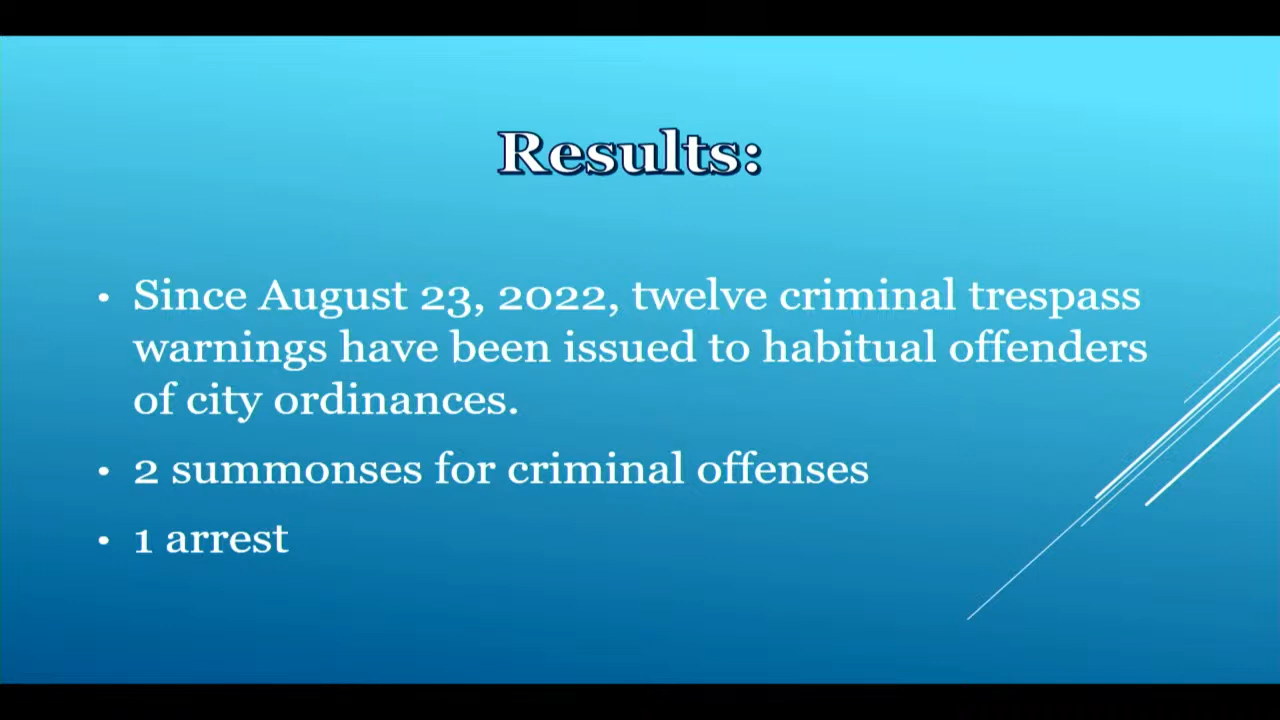 Results:
• Since August 23, 2022, twelve criminal trespass
warnings have been issued to habitual offenders
of city ordinances.
• 2 summonses for criminal offenses
• 1 arrest